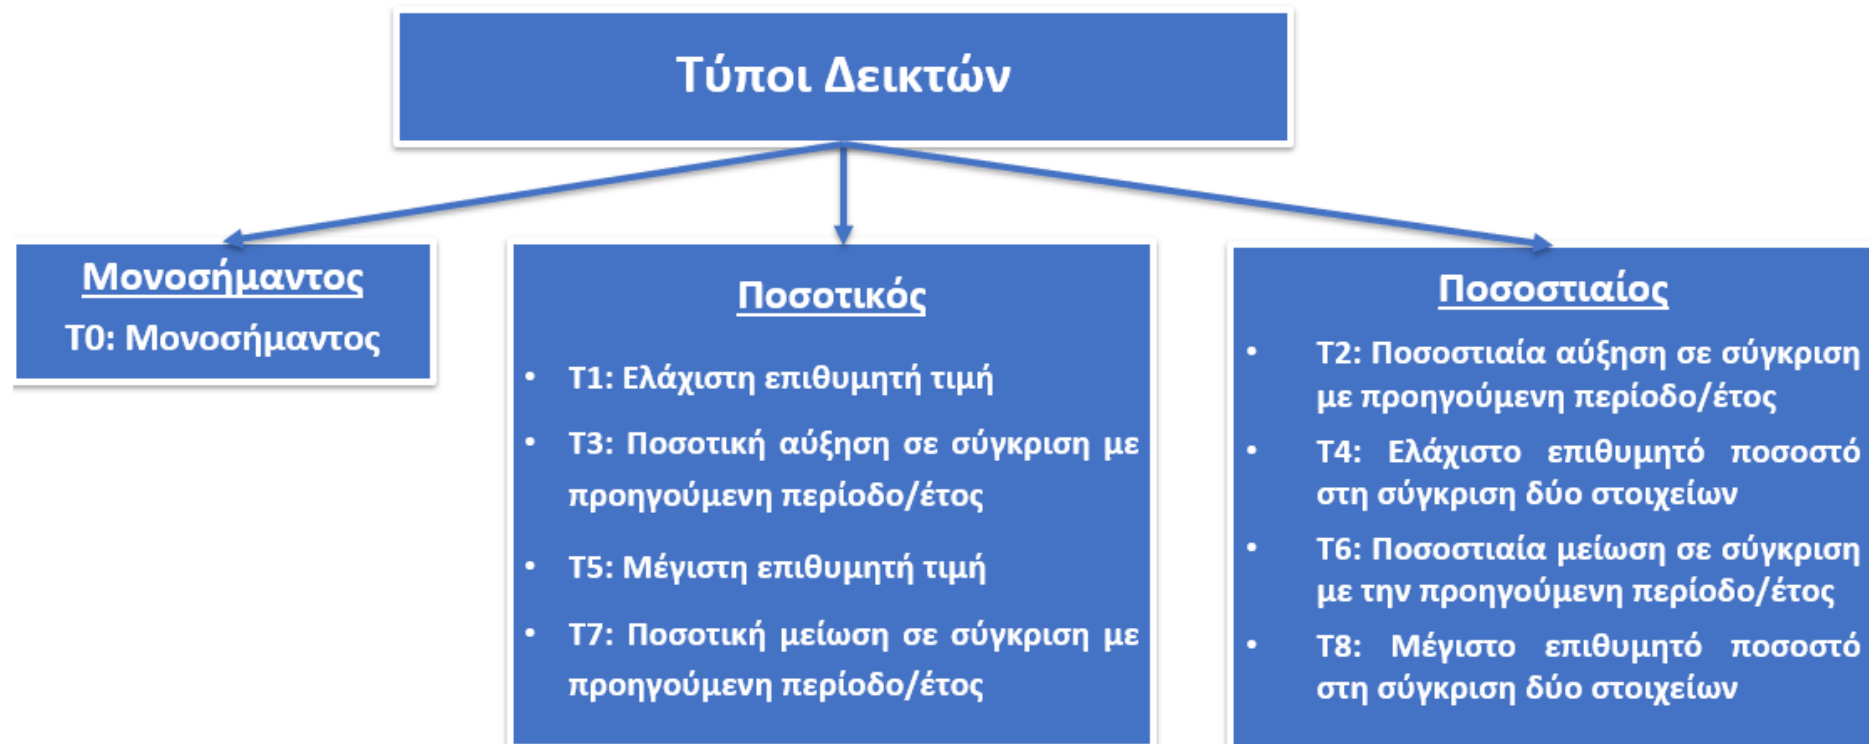 Τύποι Δεικτών
Μονοσήμαντος
Τ0: Μονοσήμαντος
Ποσοτικός
• Τ1: Ελάχιστη επιθυμητή τιμή
• Τ3: Ποσοτική αύξηση σε σύγκριση με
προηγούμενη περίοδο/έτος
• Τ5: Μέγιστη επιθυμητή τιμή
• Τ7: Ποσοτική μείωση σε σύγκριση με
προηγούμενη περίοδο/έτος
Ποσοστιαίος
• Τ2: Ποσοστιαία αύξηση σε σύγκριση
με προηγούμενη περίοδο/έτος
• Τ4: Ελάχιστο επιθυμητό ποσοστό
στη σύγκριση δύο στοιχείων
• Τ6: Ποσοστιαία μείωση σε σύγκριση
με την προηγούμενη περίοδο/έτος
• Τ8: Μέγιστο επιθυμητό ποσοστό
στη σύγκριση δύο στοιχείων